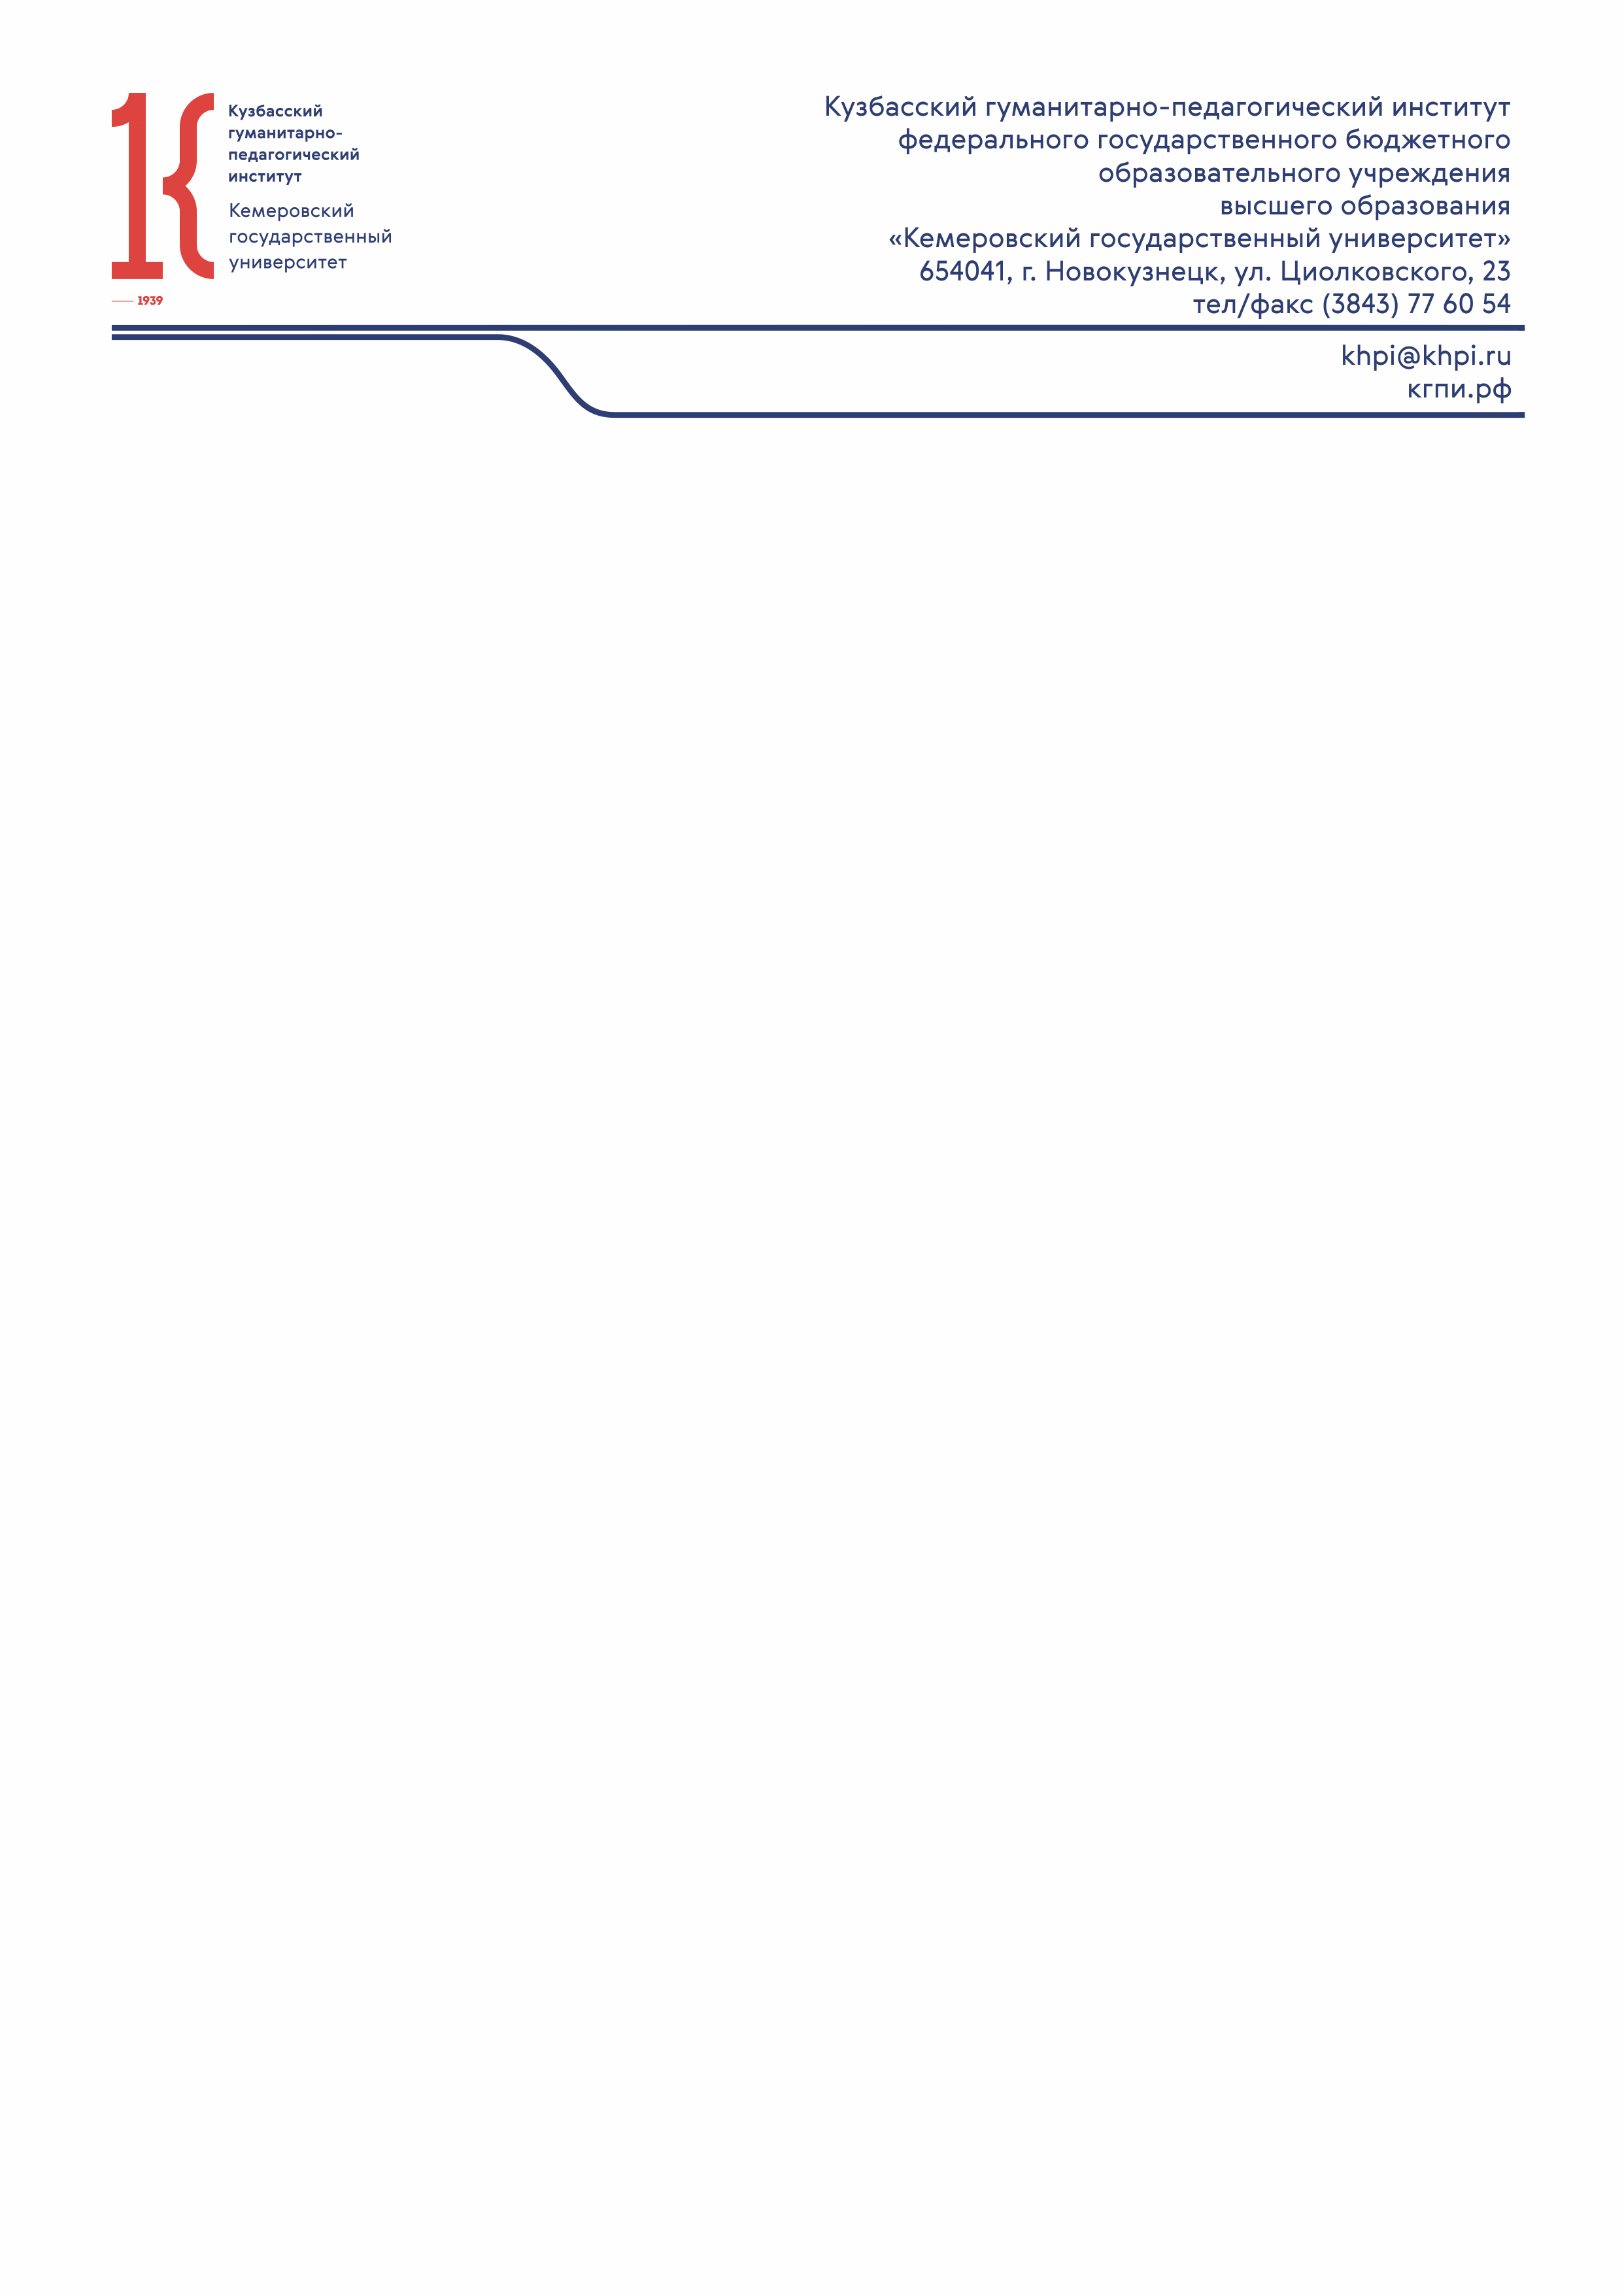 Кузбасский
гуманитарно-
педагогический
институт
Кемеровский
государственный
университет
1939
Кузбасский гуманитарно-педагогический институт
федерального государственного бюджетного
образовательного учреждения
высшего образования
«Кемеровский государственный университет»
654041, г. Новокузнецк, ул. Циолковского, 23
тел/факс (3843) 77 60 54
khpi@khpi.ru
кгпи.рф